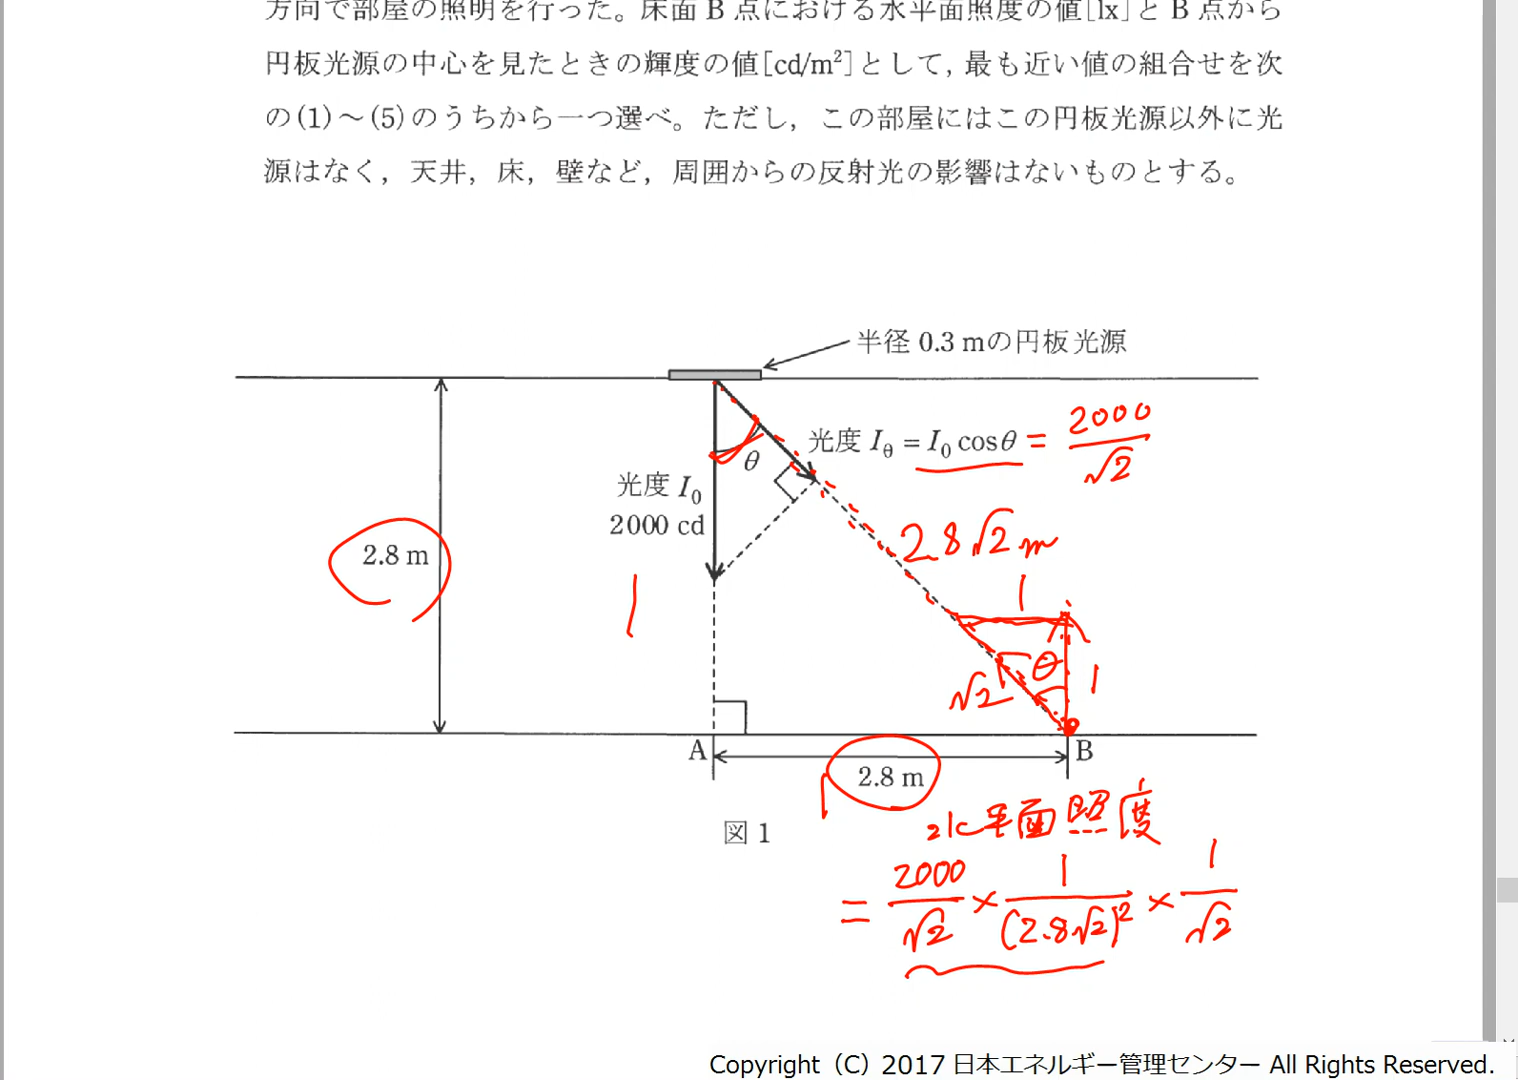 方向で部屋の照明を行った。床面 B 点における水平面照度の値[lx]と B 点から
円板光源の中心を見たときの輝度の値[cd/m²]として, 最も近い値の組合せを次
の(1)～(5)のうちから一つ選べ。ただし, この部屋にはこの円板光源以外に光
源はなく, 天井, 床, 壁など, 周囲からの反射光の影響はないものとする。
半径 0.3 mの円板光源
光度 Iθ = I0 cosθ = 2000/√2
θ
光度 I0
2000 cd
2.8 m
2.8√2 m
1
1
θ
√2
1
A
B
2.8 m
1
図 1
水平面照度
= 2000/√2 × 1/(2.8√2)² × 1/√2
Copyright（C）2017 日本エネルギー管理センター All Rights Reserved.